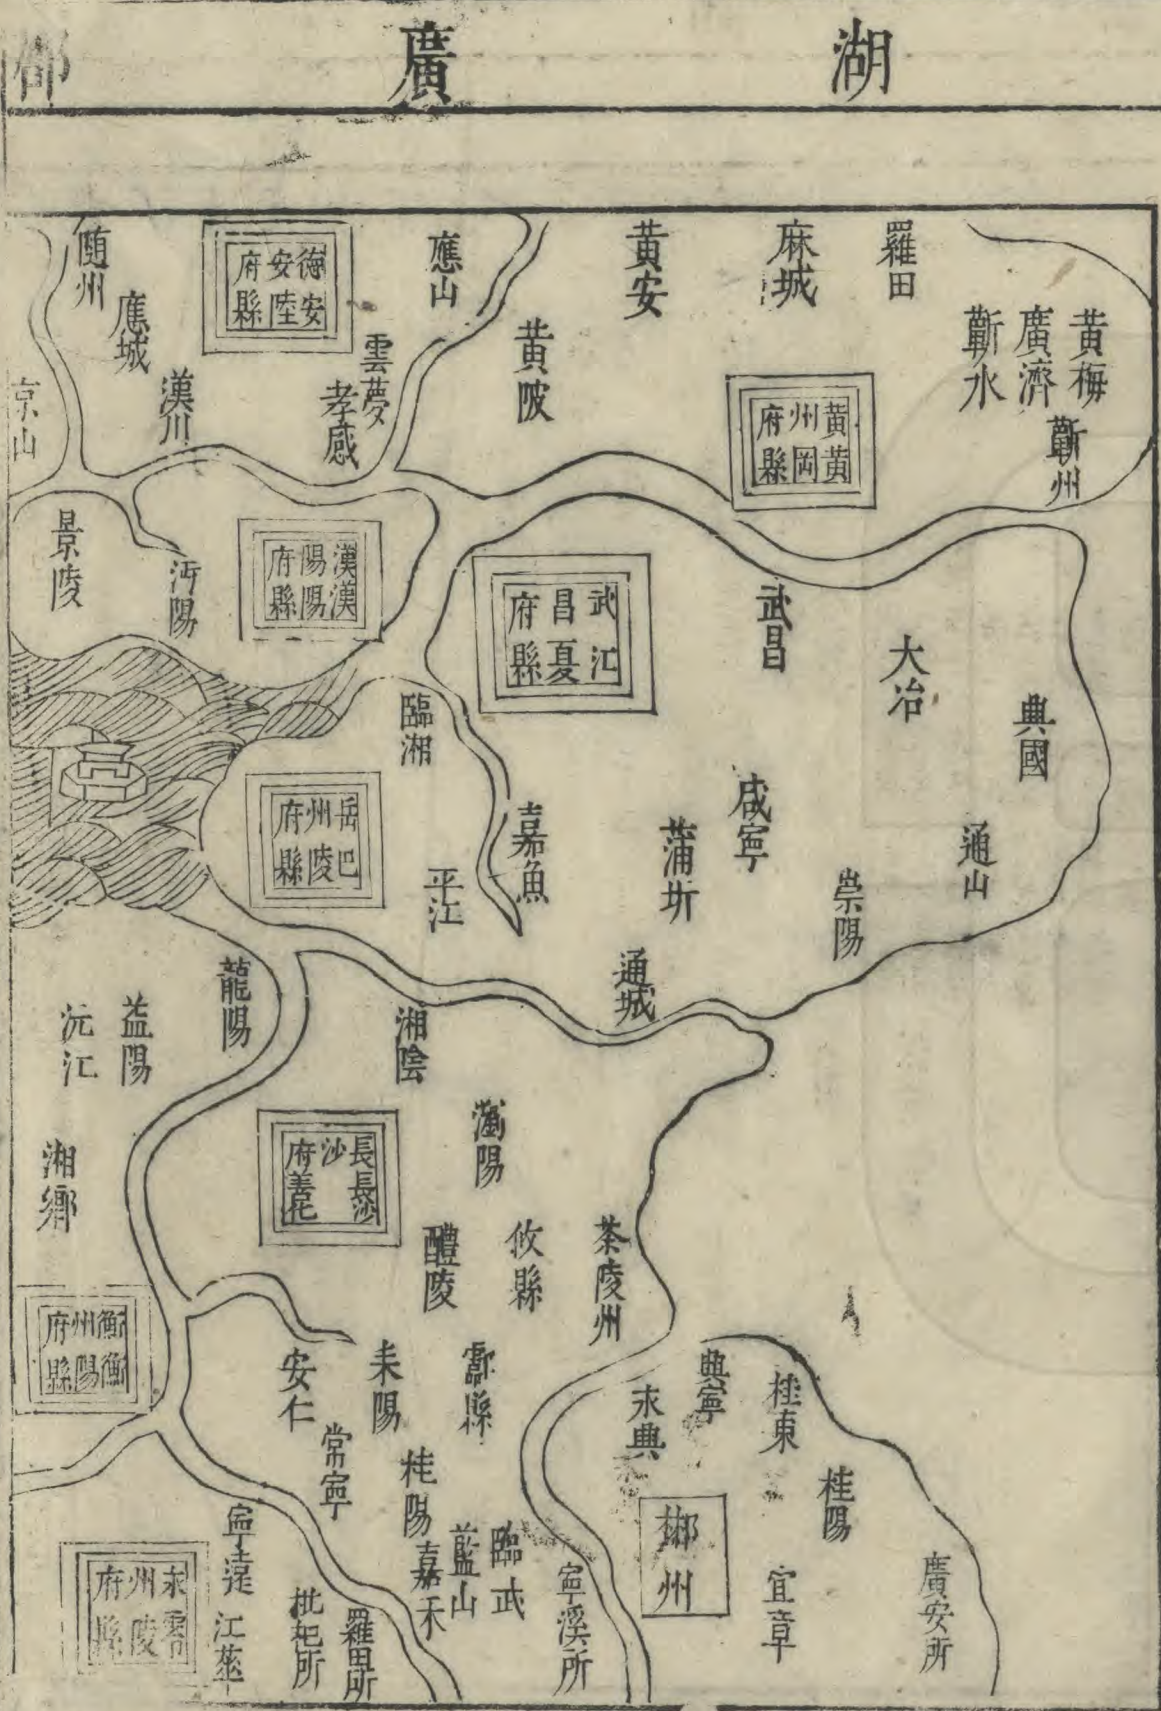 湖廣都
羅田
麻城
黃安
黃梅
廣濟
蘄水
蘄州
黃州府
黃岡縣
黃陂
應山
德安府
安陸縣
雲夢
孝感
隨州
應城
漢川
京山
景陵
沔陽
漢陽府
漢陽縣
武昌府
江夏縣
武昌
大冶
興國
通山
咸寧
蒲圻
崇陽
嘉魚
通城
臨湘
岳州府
巴陵縣
平江
龍陽
益陽
沅江
湘陰
瀏陽
長沙府
長沙善化
湘鄉
醴陵
攸縣
茶陵州
衡州府
衡陽縣
安仁
耒陽
酃縣
常寧
桂陽
嘉禾
藍山
臨武
興寧
永興
桂東
桂陽
郴州
宜章
廣安所
寧溪所
永州府
零陵縣
寧遠
江華
枇杷所
羅田所